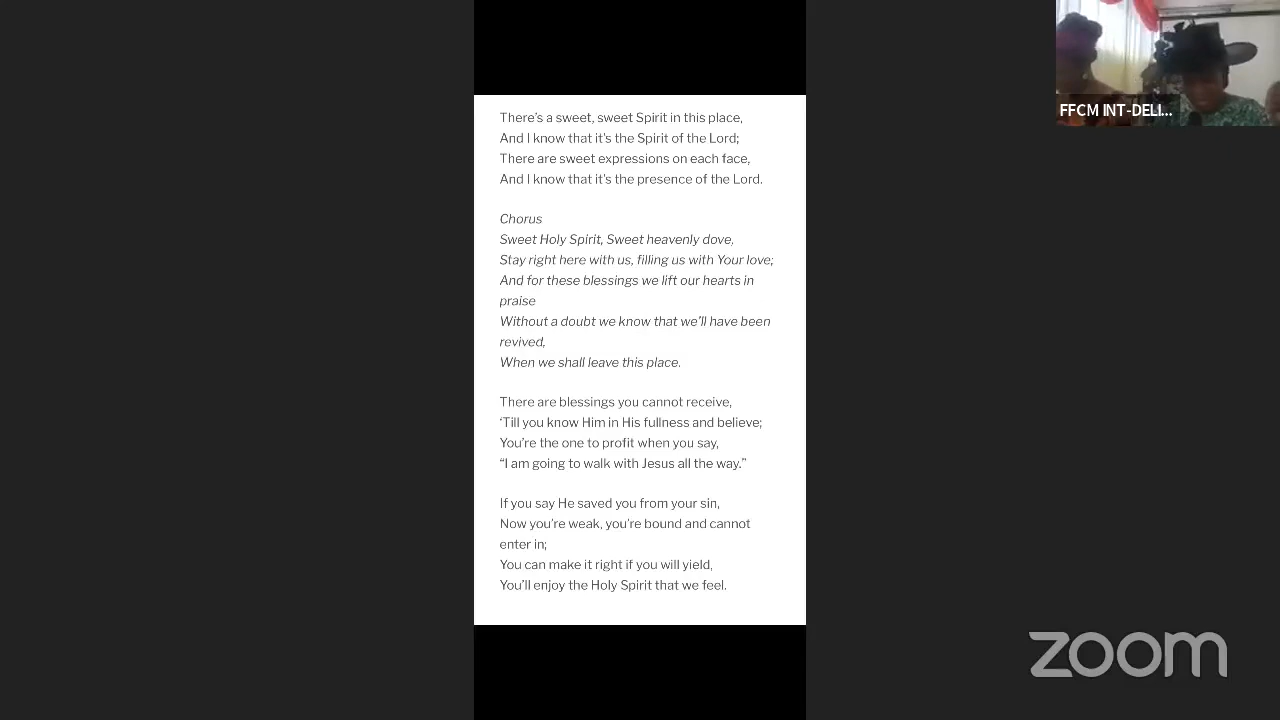 There's a sweet, sweet Spirit in this place,
And I know that it's the Spirit of the Lord;
There are sweet expressions on each face,
And I know that it's the presence of the Lord.
Chorus
Sweet Holy Spirit, Sweet heavenly dove,
Stay right here with us, filling us with Your love;
And for these blessings we lift our hearts in
praise
Without a doubt we know that we'll have been
revived,
When we shall leave this place.
There are blessings you cannot receive,
‘Till you know Him in His fullness and believe;
You're the one to profit when you say,
“I am going to walk with Jesus all the way.”
If you say He saved you from your sin,
Now you're weak, you're bound and cannot
enter in;
You can make it right if you will yield,
You'll enjoy the Holy Spirit that we feel.
FFCM INT-DELI...
zoom